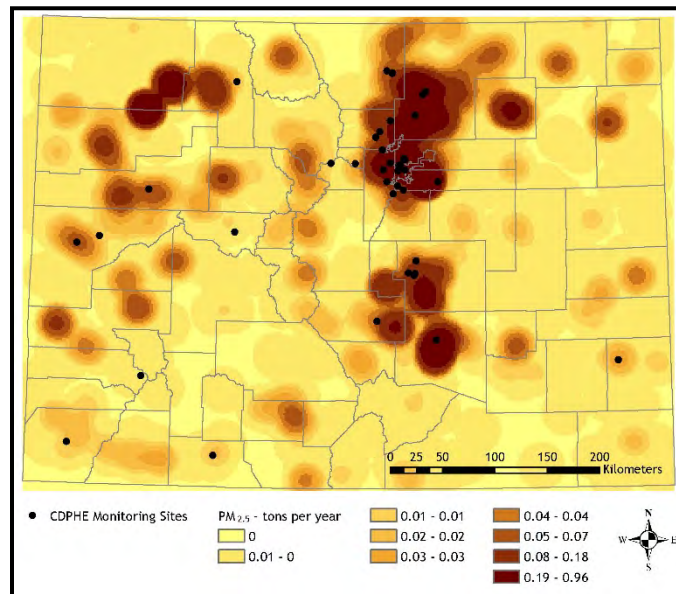 0 25 50 100 150 200
Kilometers
CDPHE Monitoring Sites
PM2.5 - tons per year
0
0.01 - 0
0.01 - 0.01
0.02 - 0.02
0.03 - 0.03
0.04 - 0.04
0.05 - 0.07
0.08 - 0.18
0.19 - 0.96
N
W E
S